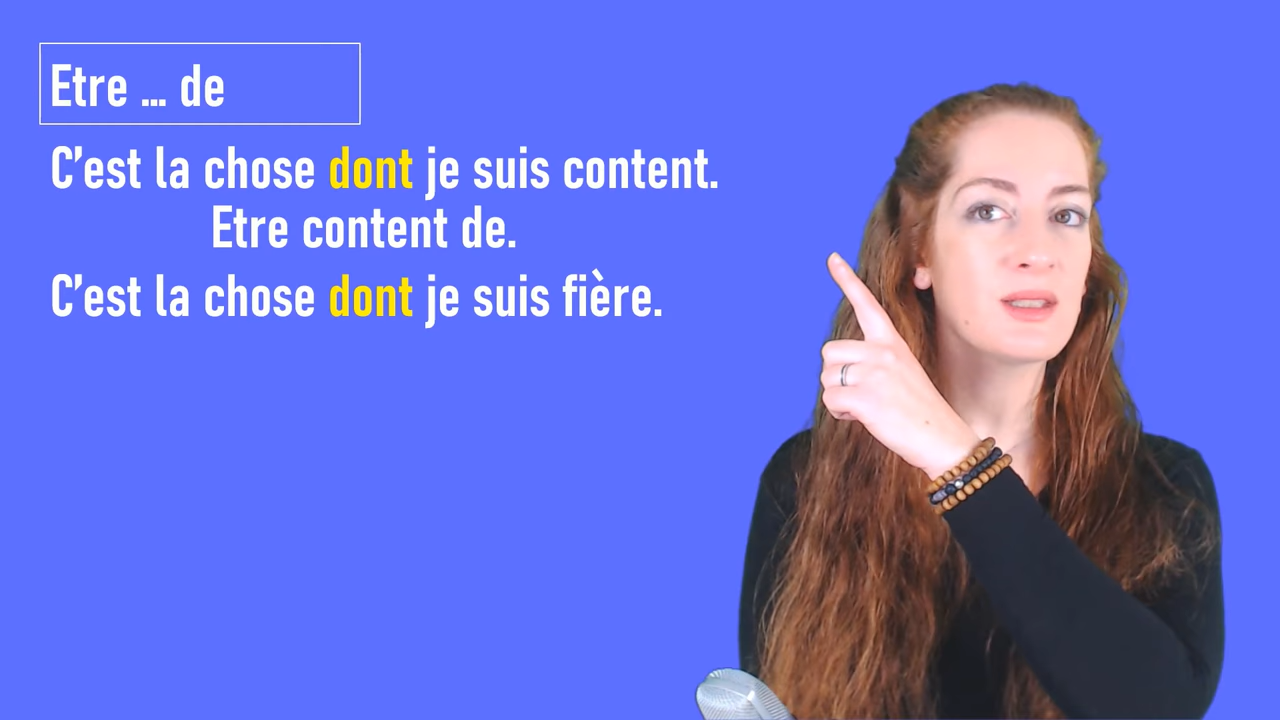 Etre ... de
C'est la chose dont je suis content.
Etre content de.
C'est la chose dont je suis fière.